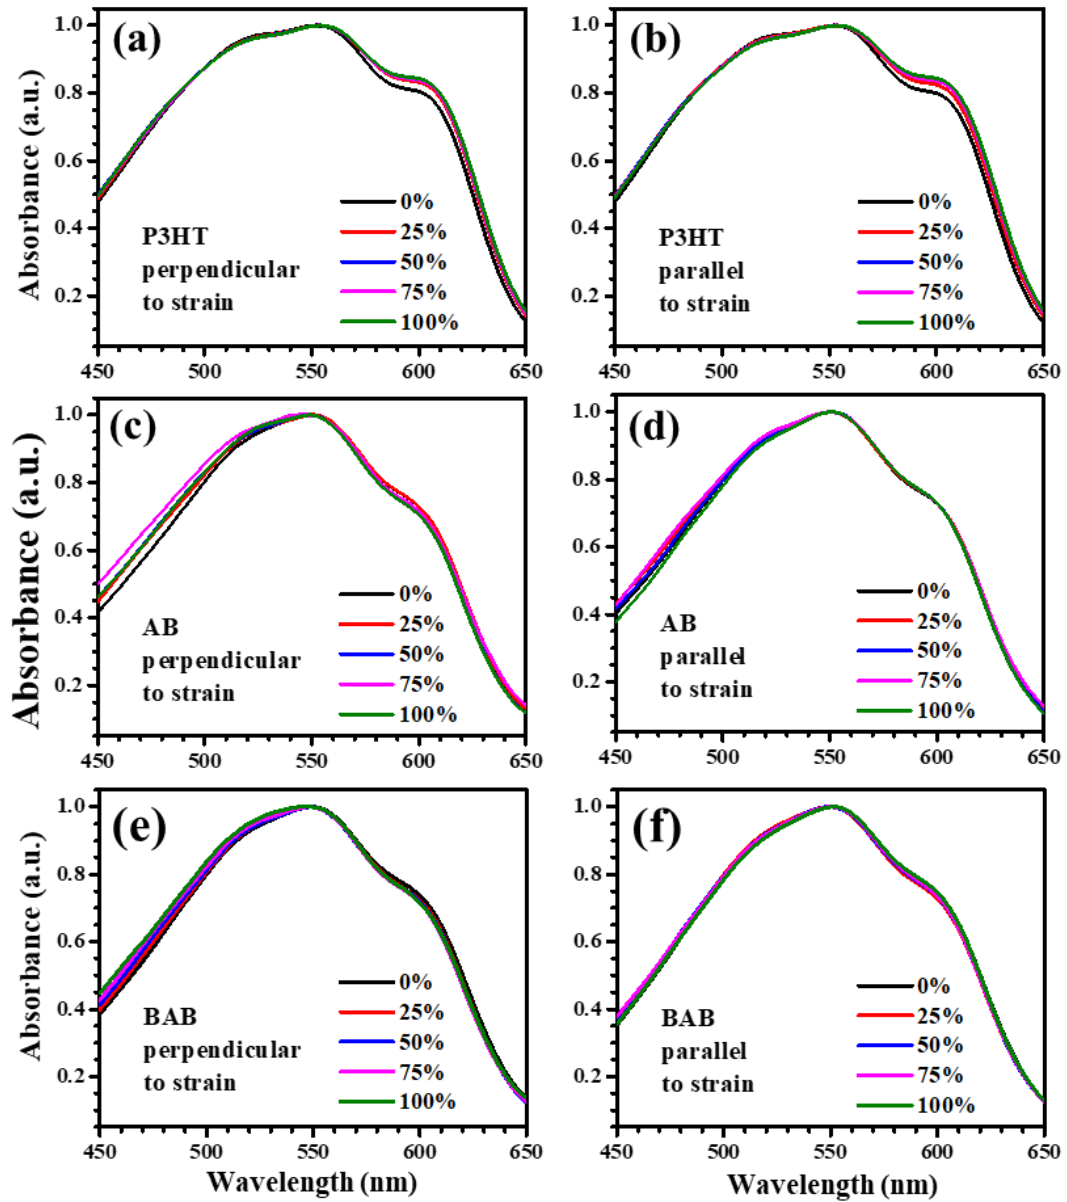 (a)
Absorbance (a.u.)
1.0
0.8
0.6
0.4
0.2
P3HT
perpendicular
to strain
0%
25%
50%
75%
100%
450 500 550 600 650
(b)
1.0
0.8
0.6
0.4
0.2
P3HT
parallel
to strain
0%
25%
50%
75%
100%
450 500 550 600 650
(c)
Absorbance (a.u.)
1.0
0.8
0.6
0.4
0.2
AB
perpendicular
to strain
0%
25%
50%
75%
100%
450 500 550 600 650
(d)
1.0
0.8
0.6
0.4
0.2
AB
parallel
to strain
0%
25%
50%
75%
100%
450 500 550 600 650
(e)
Absorbance (a.u.)
1.0
0.8
0.6
0.4
0.2
BAB
perpendicular
to strain
0%
25%
50%
75%
100%
450 500 550 600 650
Wavelength (nm)
(f)
1.0
0.8
0.6
0.4
0.2
BAB
parallel
to strain
0%
25%
50%
75%
100%
450 500 550 600 650
Wavelength (nm)